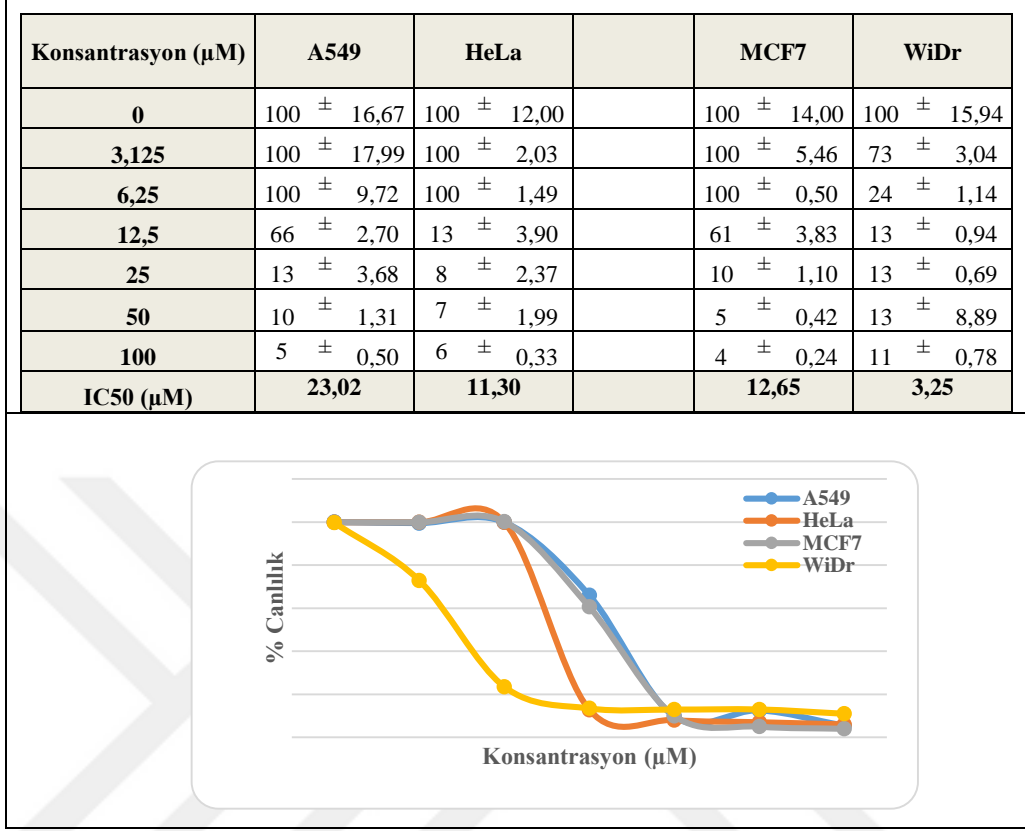 Konsantrasyon (µM) A549 HeLa MCF7 WiDr
0 100 ± 16,67 100 ± 12,00 100 ± 14,00 100 ± 15,94
3,125 100 ± 17,99 100 ± 2,03 100 ± 5,46 73 ± 3,04
6,25 100 ± 9,72 100 ± 1,49 100 ± 0,50 24 ± 1,14
12,5 66 ± 2,70 13 ± 3,90 61 ± 3,83 13 ± 0,94
25 13 ± 3,68 8 ± 2,37 10 ± 1,10 13 ± 0,69
50 10 ± 1,31 7 ± 1,99 5 ± 0,42 13 ± 8,89
100 5 ± 0,50 6 ± 0,33 4 ± 0,24 11 ± 0,78
IC50 (µM) 23,02 11,30 12,65 3,25
A549
HeLa
MCF7
WiDr
% Canlılık
Konsantrasyon (µM)